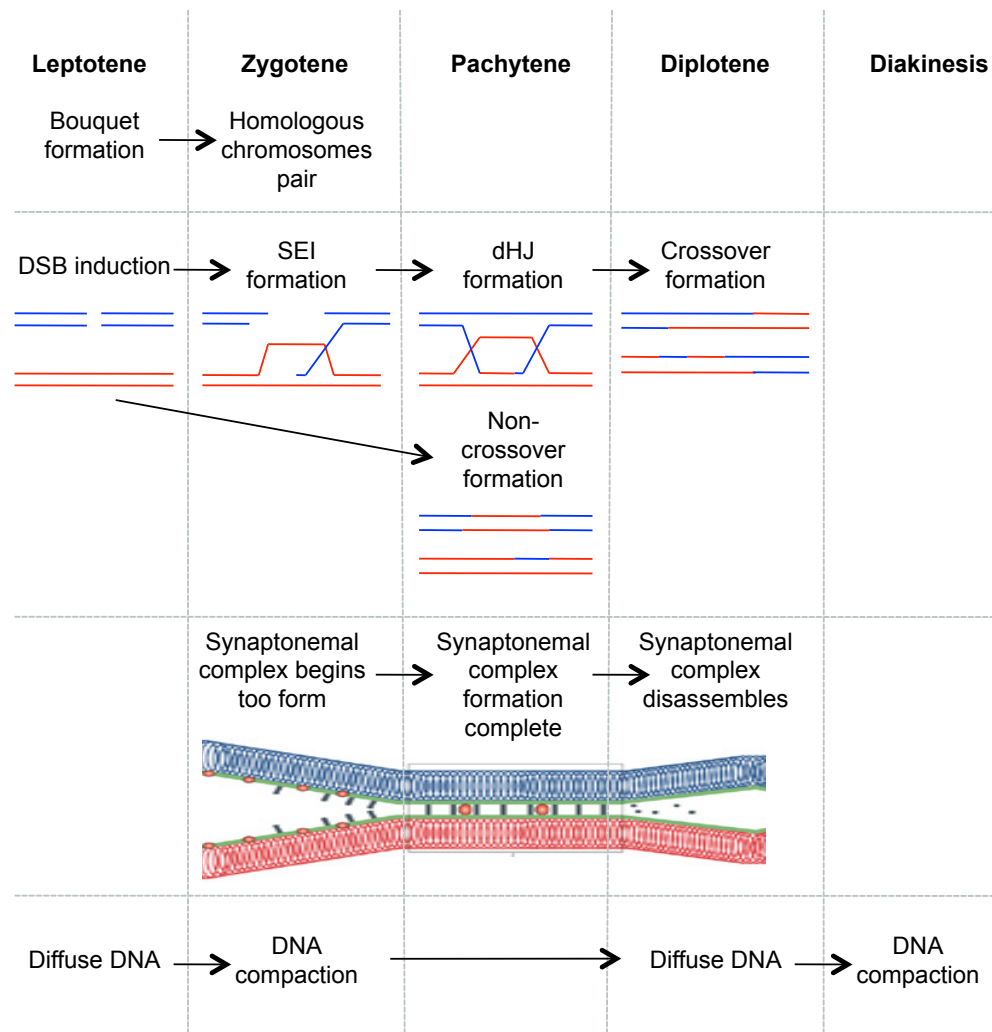 Leptotene
Zygotene
Pachytene
Diplotene
Diakinesis
Bouquet
formation
Homologous
chromosomes
pair
DSB induction
SEI
formation
dHJ
formation
Crossover
formation
Non-
crossover
formation
Synaptonemal
complex begins
too form
Synaptonemal
complex
formation
complete
Synaptonemal
complex
disassembles
Diffuse DNA
DNA
compaction
Diffuse DNA
DNA
compaction